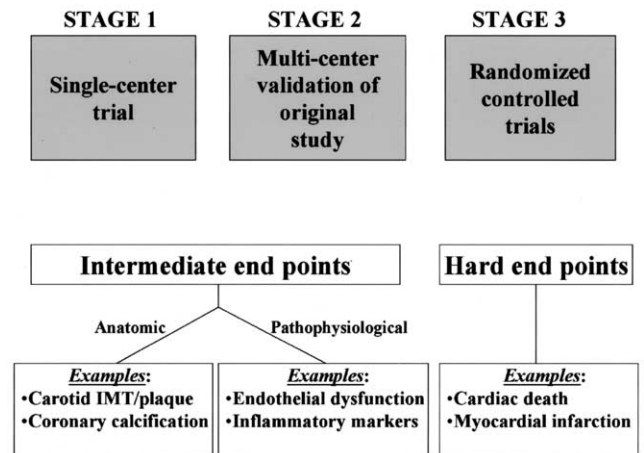 STAGE 1
STAGE 2
STAGE 3
Single-center
trial
Multi-center
validation of
original
study
Randomized
controlled
trials
Intermediate end points
Hard end points
Anatomic
Pathophysiological
Examples:
•Carotid IMT/plaque
•Coronary calcification
Examples:
•Endothelial dysfunction
•Inflammatory markers
Examples:
•Cardiac death
•Myocardial infarction